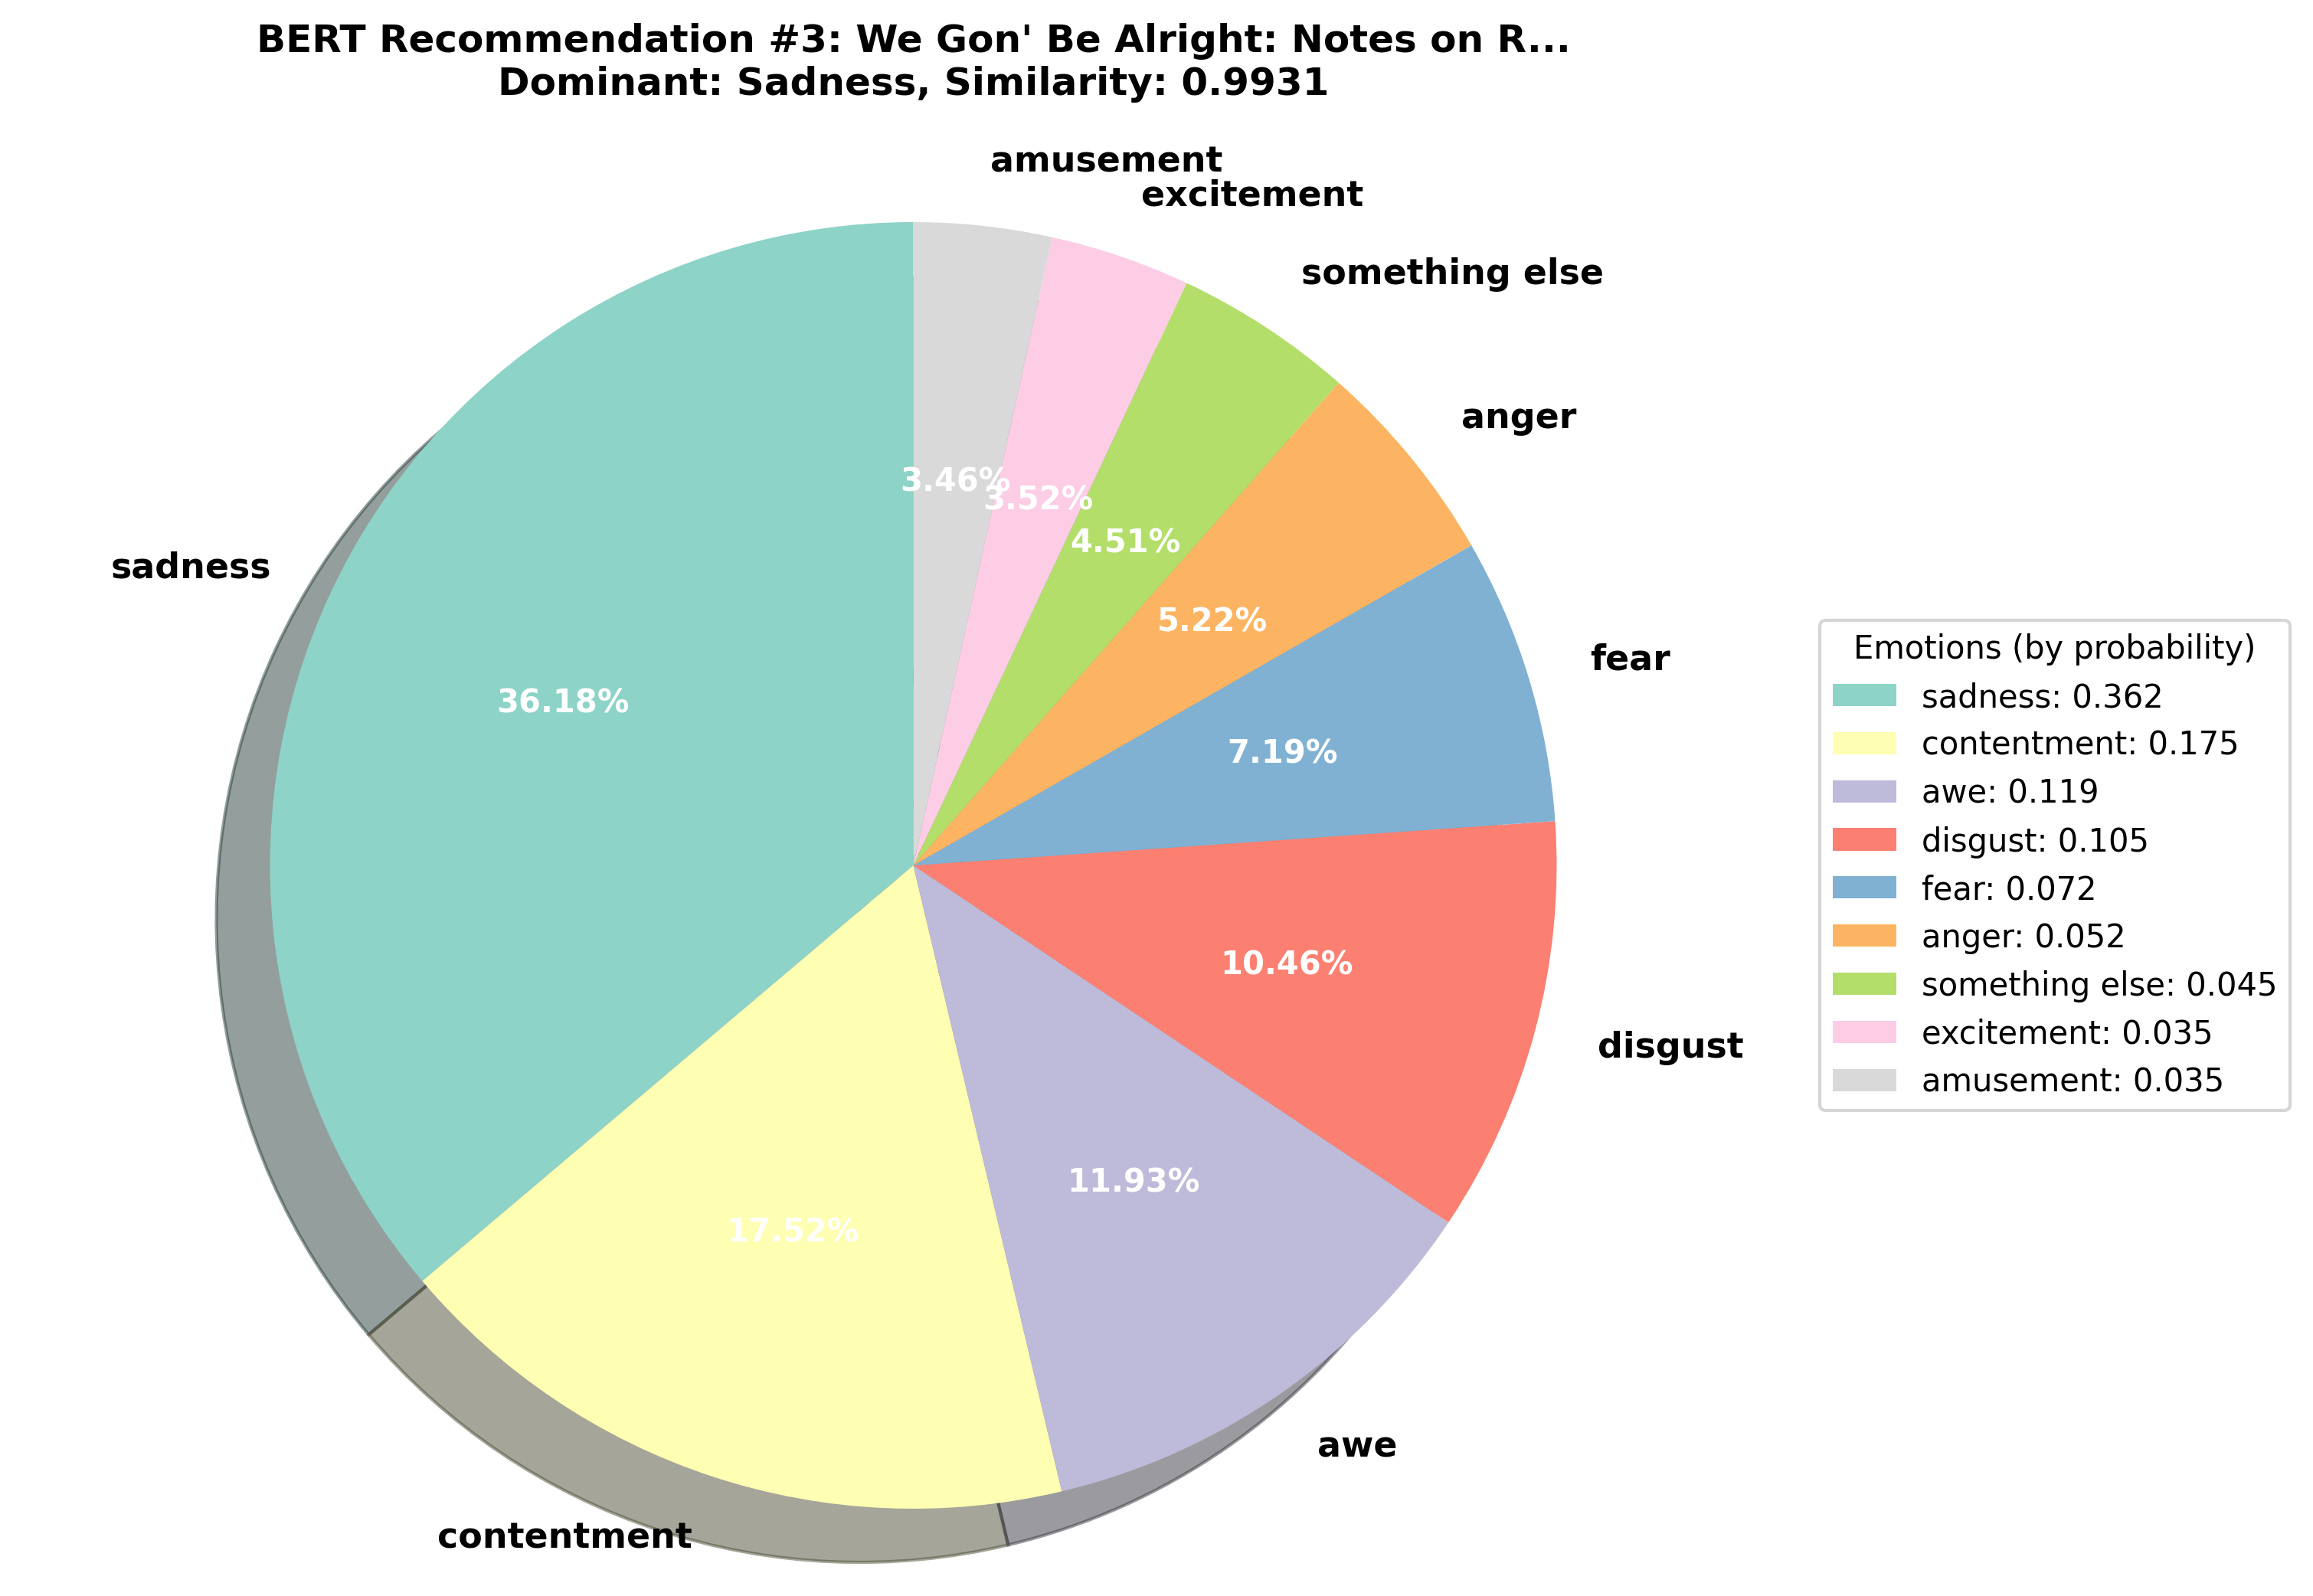 BERT Recommendation #3: We Gon' Be Alright: Notes on R...
Dominant: Sadness, Similarity: 0.9931
amusement
excitement
something else
anger
fear
disgust
awe
contentment
sadness
3.46%
3.52%
4.51%
5.22%
7.19%
10.46%
11.93%
17.52%
36.18%
Emotions (by probability)
sadness: 0.362
contentment: 0.175
awe: 0.119
disgust: 0.105
fear: 0.072
anger: 0.052
something else: 0.045
excitement: 0.035
amusement: 0.035